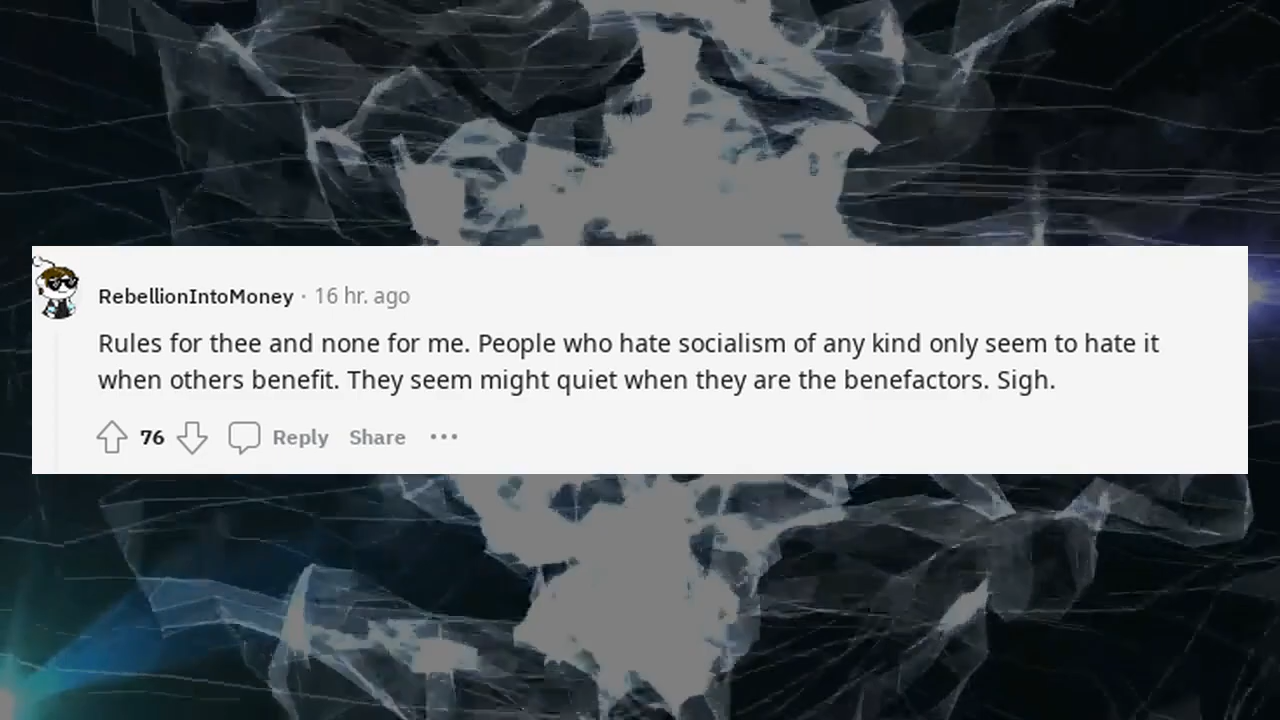 RebellionIntoMoney · 16 hr. ago
Rules for thee and none for me. People who hate socialism of any kind only seem to hate it
when others benefit. They seem might quiet when they are the benefactors. Sigh.
76 Reply Share •••